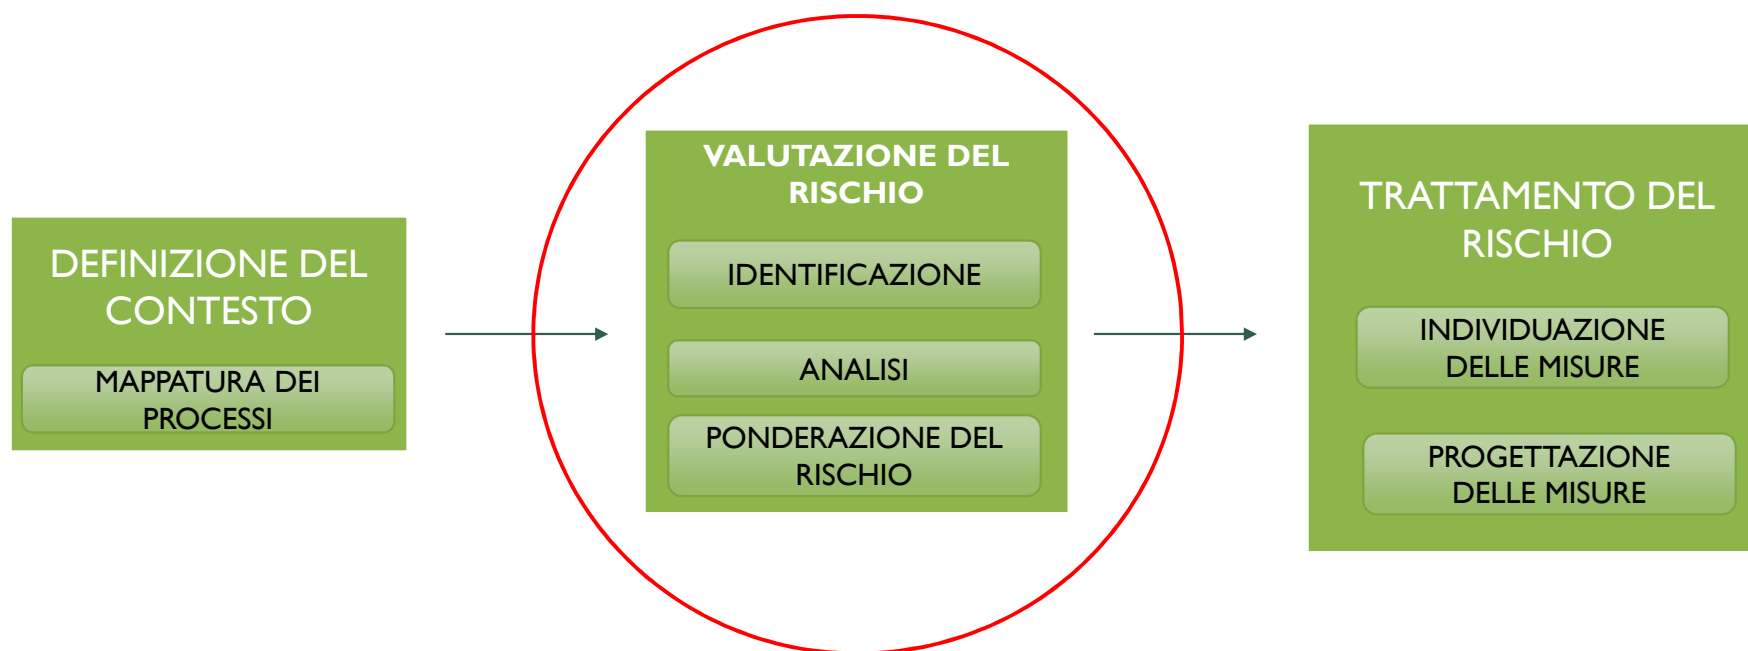 DEFINIZIONE DEL
CONTESTO
MAPPATURA DEI
PROCESSI
VALUTAZIONE DEL
RISCHIO
IDENTIFICAZIONE
ANALISI
PONDERAZIONE DEL
RISCHIO
TRATTAMENTO DEL
RISCHIO
INDIVIDUAZIONE
DELLE MISURE
PROGETTAZIONE
DELLE MISURE